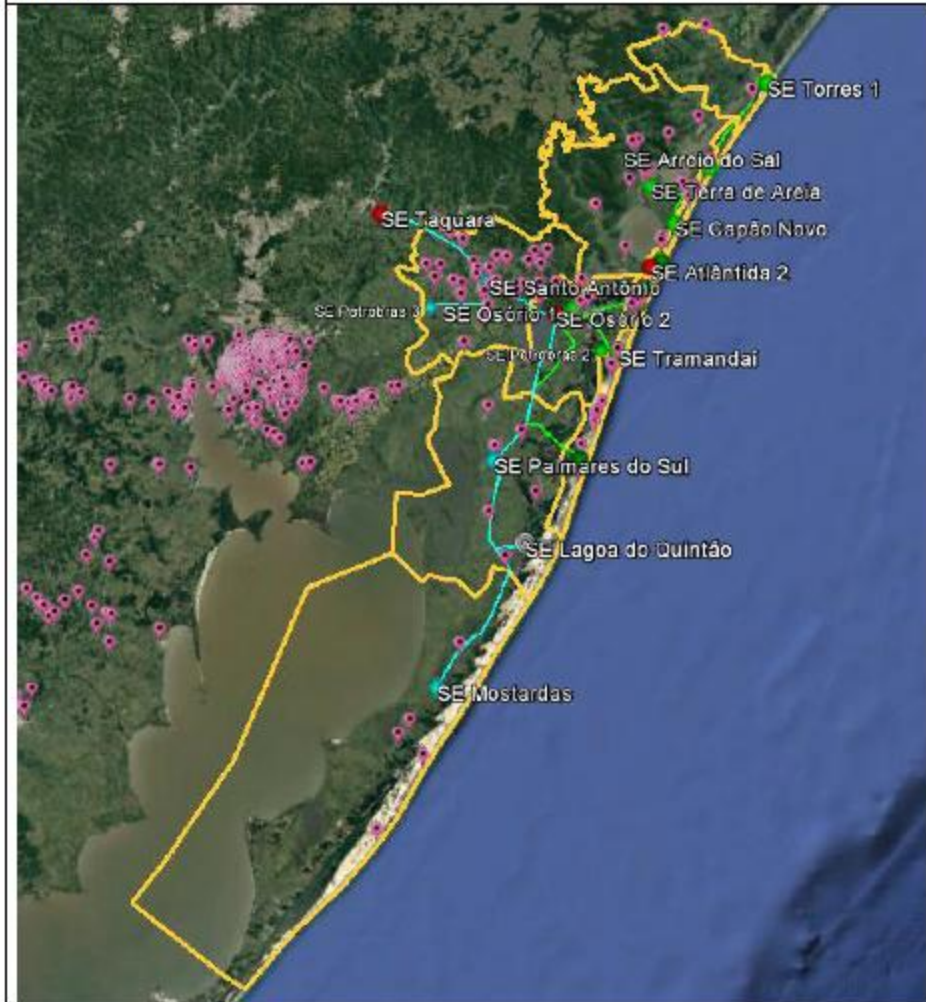 SE Torres 1
SE Arroio do Sal
SE Terra de Areia
SE Taquara
SE Capão Novo
SE Atlântida 2
SE Santo Antônio
SE Petrobras 3
SE Osório 1
SE Osório 2
SE Petrobras 2
SE Tramandaí
SE Palmares do Sul
SE Lagoa do Quintão
SE Mostardas